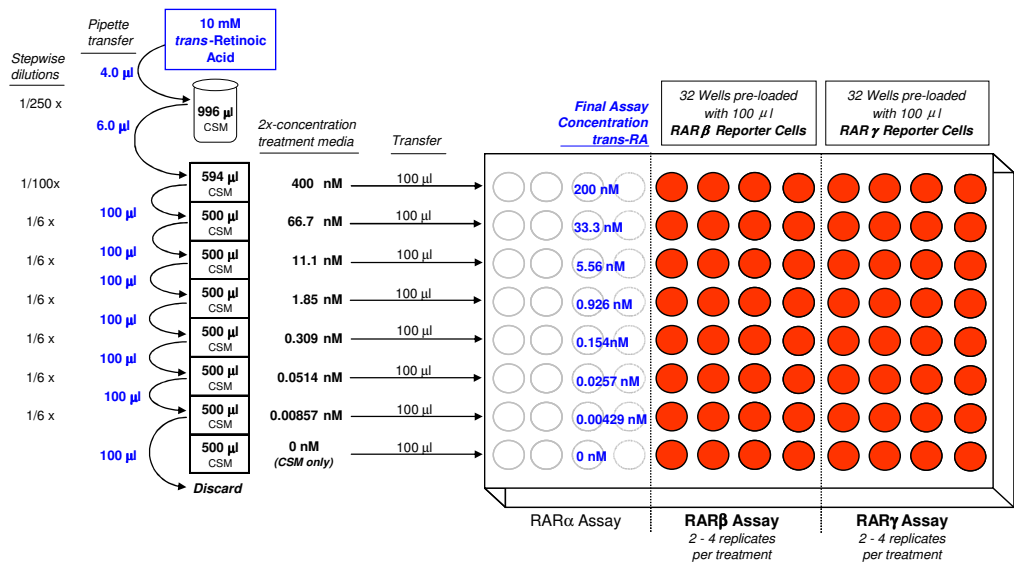 10 mM
trans-Retinoic
Acid
Pipette
transfer
Stepwise
dilutions
4.0 µl
1/250 x
996 µl
CSM
6.0 µl
2x-concentration
treatment media
Transfer
Final Assay
Concentration
trans-RA
32 Wells pre-loaded
with 100 µl
RAR β Reporter Cells
32 Wells pre-loaded
with 100 µl
RAR γ Reporter Cells
1/100x
594 µl
CSM
400 nM
100 µl
200 nM
100 µl
1/6 x
500 µl
CSM
66.7 nM
100 µl
33.3 nM
100 µl
1/6 x
500 µl
CSM
11.1 nM
100 µl
5.56 nM
100 µl
1/6 x
500 µl
CSM
1.85 nM
100 µl
0.926 nM
100 µl
1/6 x
500 µl
CSM
0.309 nM
100 µl
0.154nM
100 µl
1/6 x
500 µl
CSM
0.0514 nM
100 µl
0.0257 nM
100 µl
1/6 x
500 µl
CSM
0.00857 nM
100 µl
0.00429 nM
100 µl
500 µl
CSM
0 nM
(CSM only)
100 µl
0 nM
Discard
RARα Assay
RARβ Assay
2 - 4 replicates
per treatment
RARγ Assay
2 - 4 replicates
per treatment